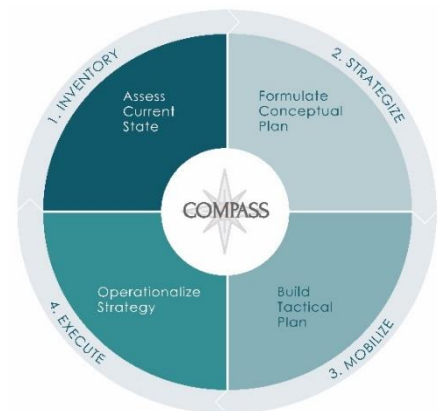 1. INVENTORY
Assess
Current
State
2. STRATEGIZE
Formulate
Conceptual
Plan
COMPASS
3. MOBILIZE
Build
Tactical
Plan
4. EXECUTE
Operationalize
Strategy